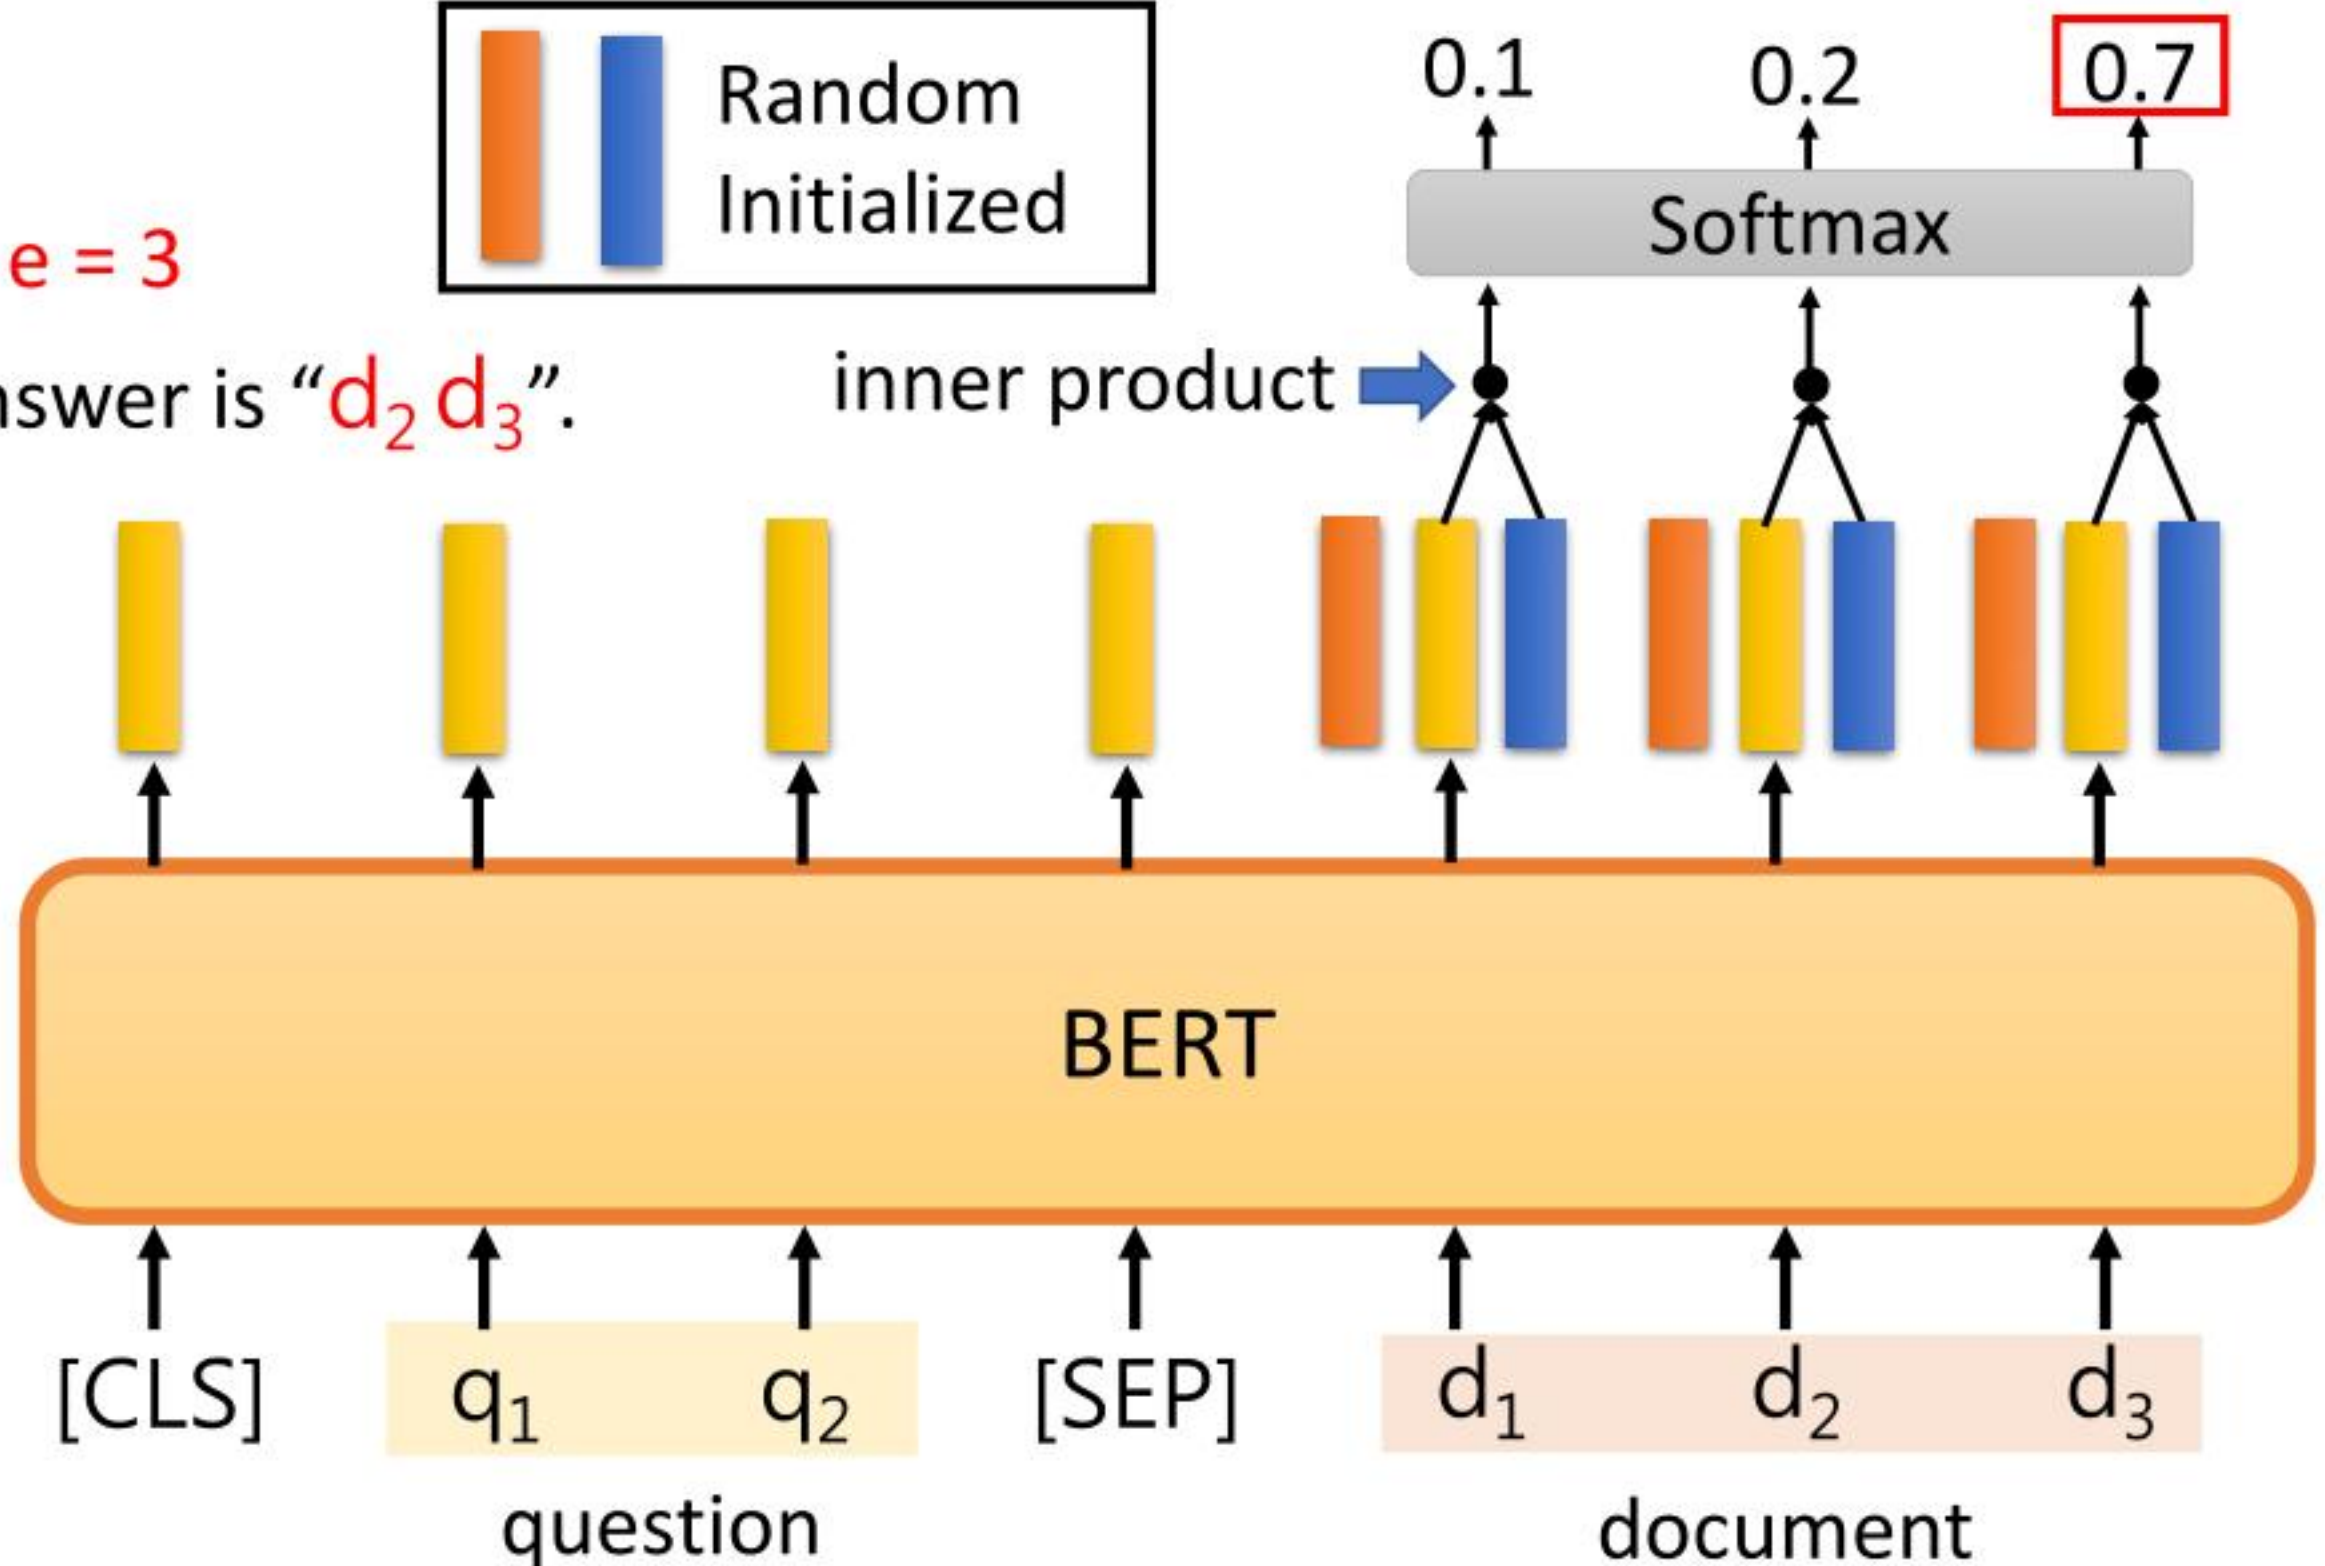 Random
Initialized
0.1 0.2 0.7
Softmax
e = 3
inner product
is “d₂ d₃”.
BERT
[CLS] q₁ q₂ [SEP] d₁ d₂ d₃
question document